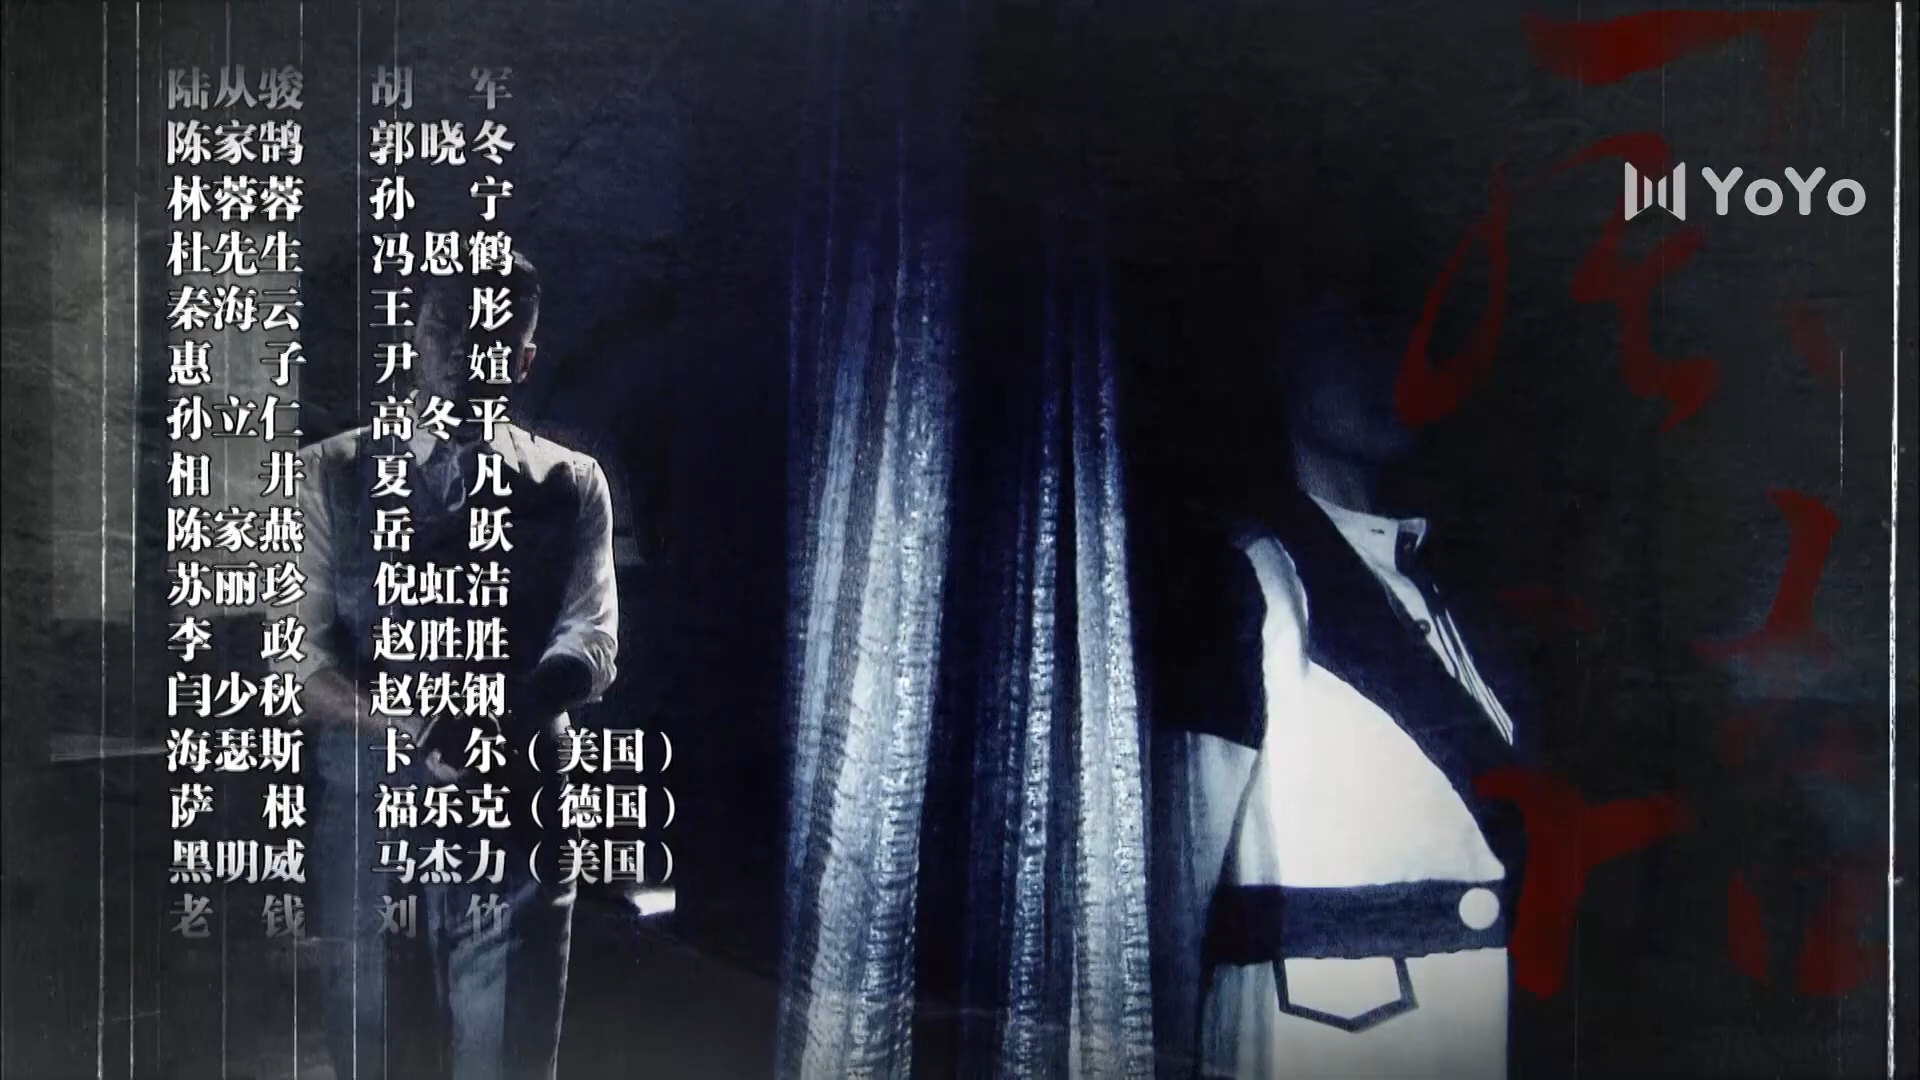 陆从骏 胡军
陈家鹄 郭晓冬
林蓉蓉 孙宁
杜先生 冯恩鹤
秦海云 王彤
惠子 尹媗
孙立仁 高冬平
相井 夏凡
陈家燕 岳跃
苏丽珍 倪虹洁
李政 赵胜胜
闫少秋 赵铁钢
海瑟斯 卡尔（美国）
萨根 福乐克（德国）
黑明威 马杰力（美国）
老钱 刘竹
YoYo